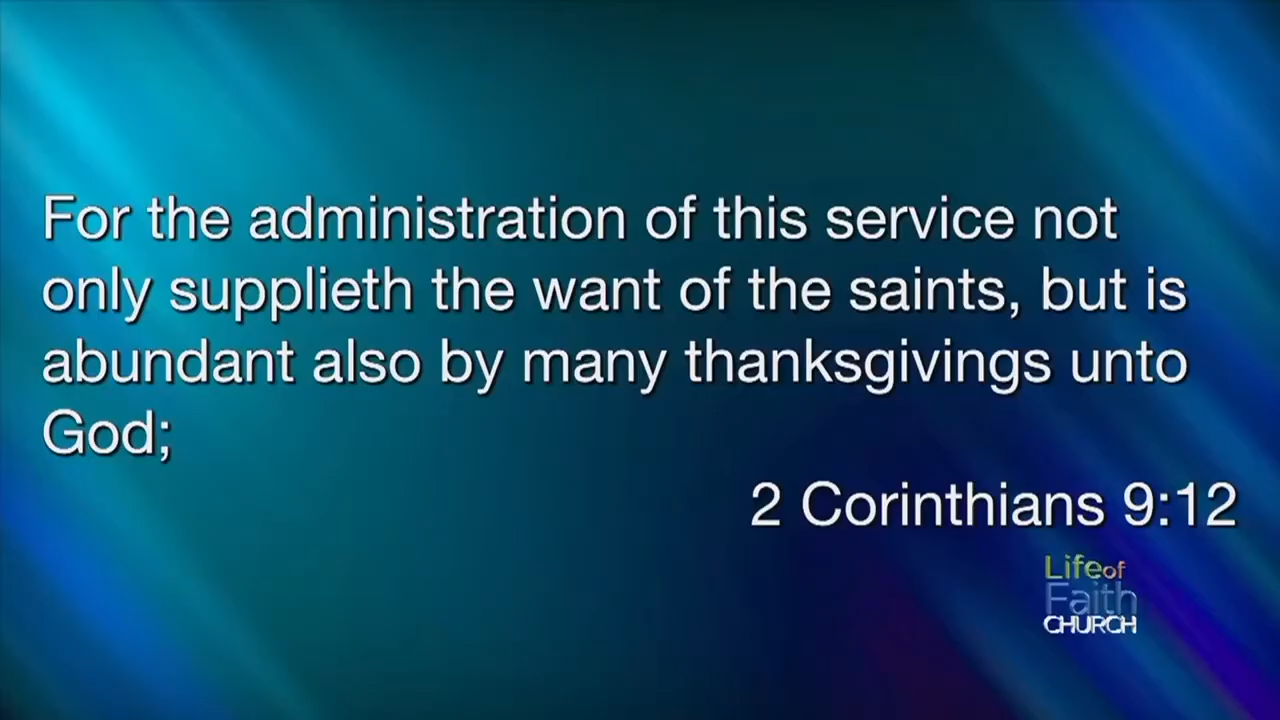 For the administration of this service not
only supplieth the want of the saints, but is
abundant also by many thanksgivings unto
God;
2 Corinthians 9:12
Life of
Faith
CHURCH